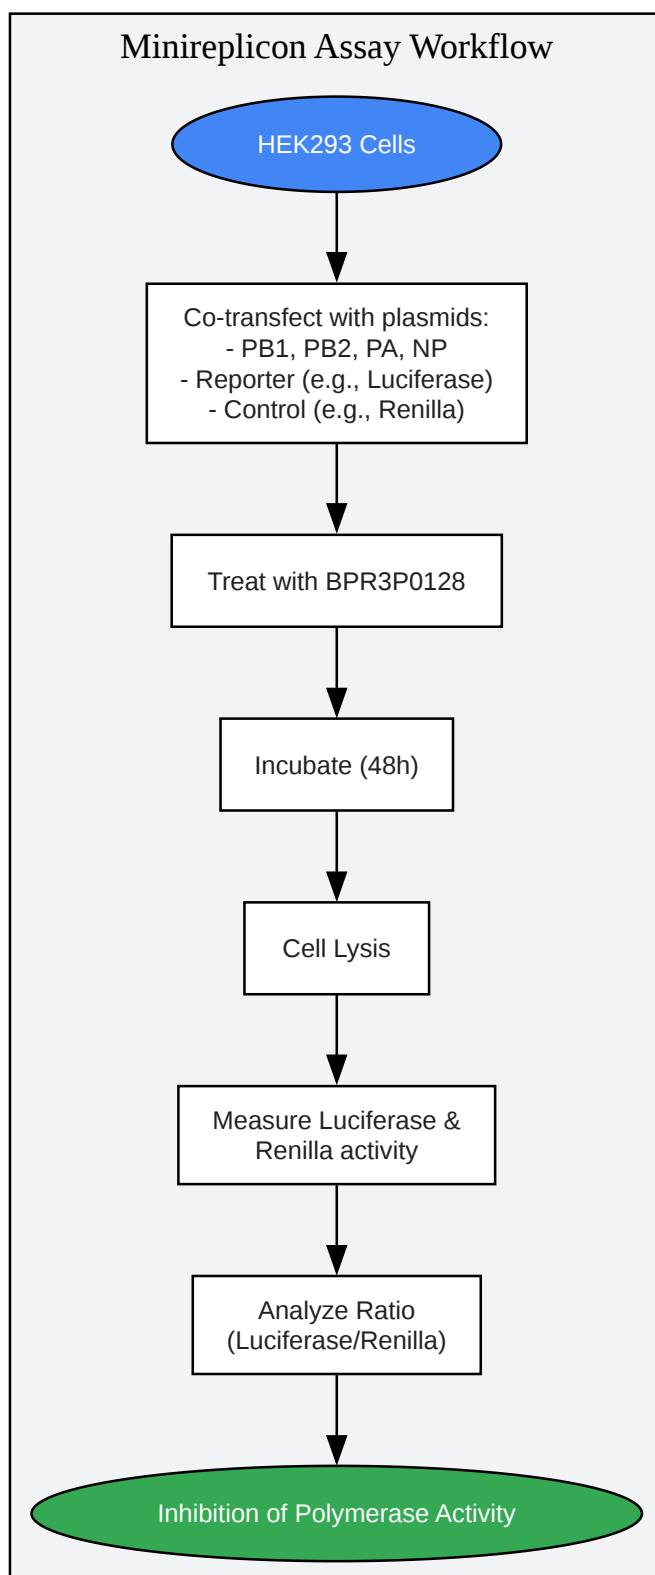 Minireplicon Assay Workflow
HEK293 Cells
Co-transfect with plasmids:
- PB1, PB2, PA, NP
- Reporter (e.g., Luciferase)
- Control (e.g., Renilla)
Treat with BPR3P0128
Incubate (48h)
Cell Lysis
Measure Luciferase &
Renilla activity
Analyze Ratio
(Luciferase/Renilla)
Inhibition of Polymerase Activity